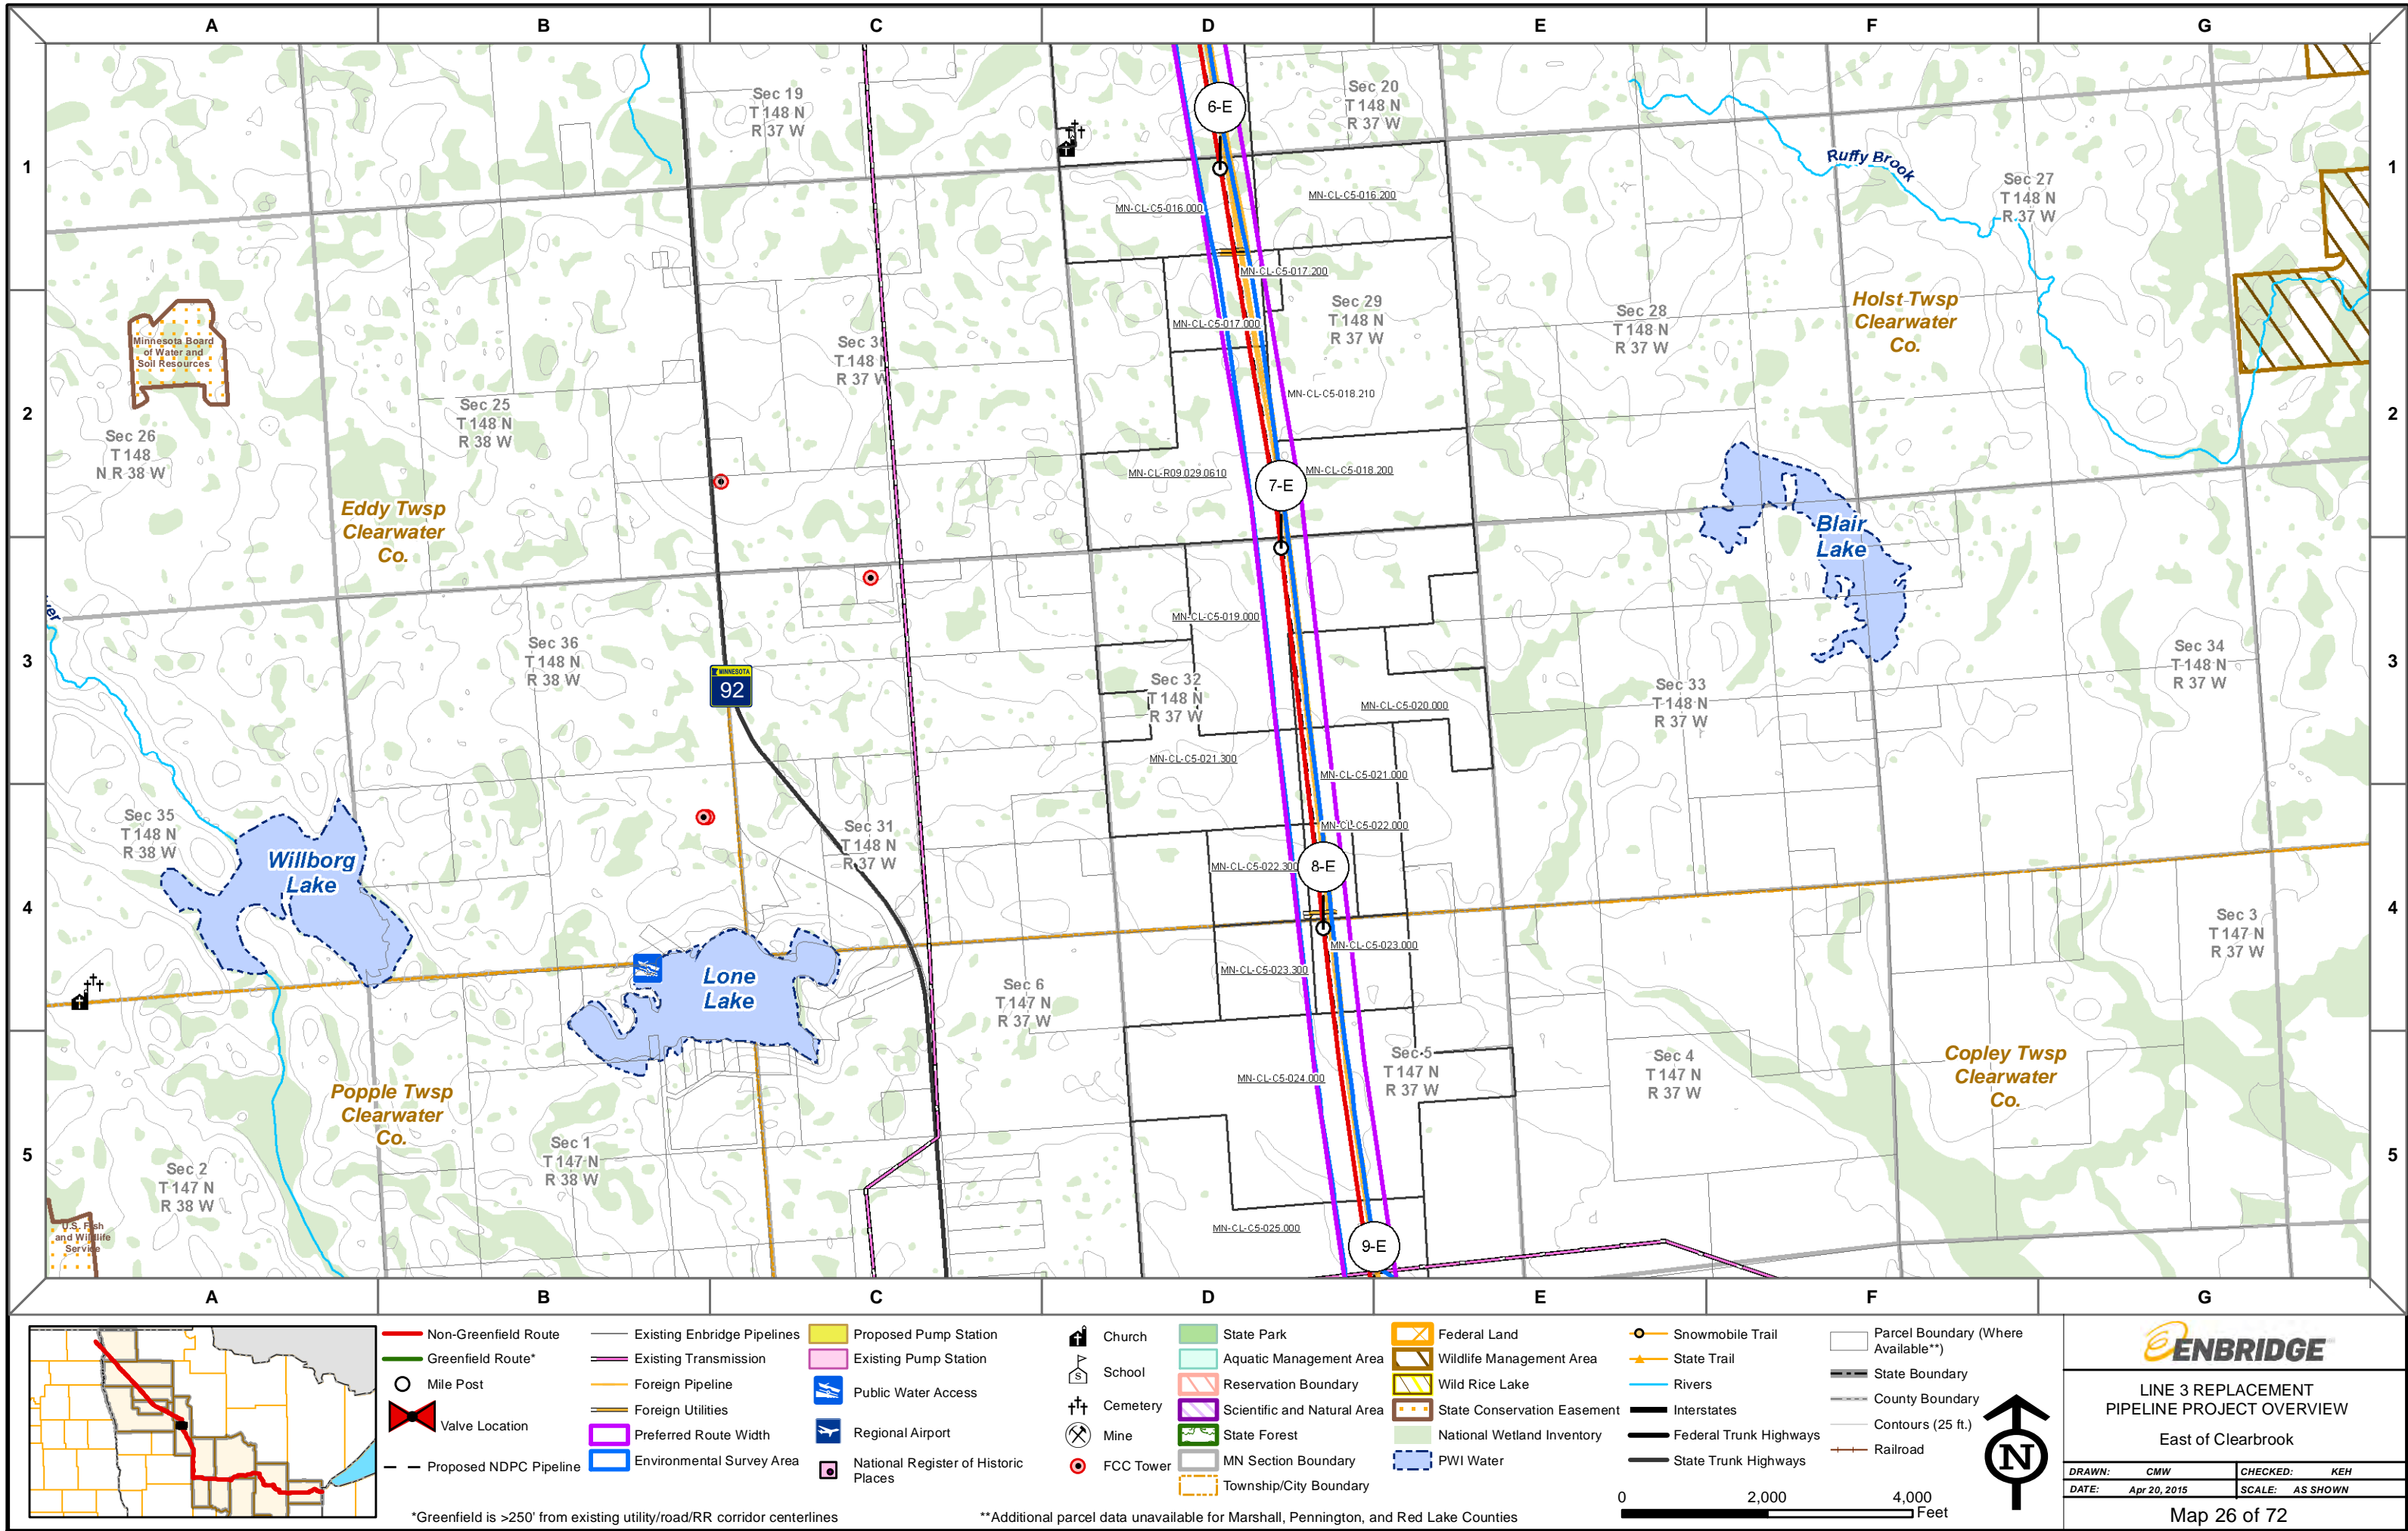 A B C D E F G
1
2
3
4
5
1
2
3
4
5
Sec 19
T 148 N
R 37 W
6-E
Sec 20
T 148 N
R 37 W
Ruffy Brook
Sec 27
T 148 N
R 37 W
MN-CL-C5-016.000
MN-CL-C5-016.200
MN-CL-C5-017.200
MN-CL-C5-017.000
Sec 29
T 148 N
R 37 W
Sec 28
T 148 N
R 37 W
Holst Twsp
Clearwater
Co.
Minnesota Board
of Water and
Soil Resources
T 148
R 37 W
MN-CL-C5-018.210
Sec 25
T 148 N
R 38 W
Sec 26
T 148
N R 38 W
MN-CL-R09.029.0610
MN-CL-C5-018.200
7-E
Eddy Twsp
Clearwater
Co.
Blair
Lake
MN-CL-C5-019.000
Sec 36
T 148 N
R 38 W
MINNESOTA
92
Sec 32
T 148 N
R 37 W
Sec 33
T 148 N
R 37 W
Sec 34
T 148 N
R 37 W
MN-CL-C5-020.000
MN-CL-C5-021.300
MN-CL-C5-021.000
Sec 35
T 148 N
R 38 W
Sec 31
T 148 N
R 37 W
MN-CL-C5-022.000
MN-CL-C5-022.300
8-E
Willborg
Lake
Lone
Lake
MN-CL-C5-023.000
MN-CL-C5-023.300
Sec 3
T 147 N
R 37 W
Sec 6
T 147 N
R 37 W
Sec 5
T 147 N
R 37 W
Sec 4
T 147 N
R 37 W
Copley Twsp
Clearwater
Co.
MN-CL-C5-024.000
Popple Twsp
Clearwater
Co.
Sec 1
T 147 N
R 38 W
Sec 2
T 147 N
R 38 W
U.S. Fish
and Wildlife
Service
MN-CL-C5-025.000
9-E
A B C D E F G
Non-Greenfield Route
Greenfield Route*
Mile Post
Valve Location
Proposed NDPC Pipeline
Existing Enbridge Pipelines
Existing Transmission
Foreign Pipeline
Foreign Utilities
Preferred Route Width
Environmental Survey Area
Proposed Pump Station
Existing Pump Station
Public Water Access
Regional Airport
National Register of Historic
Places
Church
School
Cemetery
Mine
FCC Tower
State Park
Aquatic Management Area
Reservation Boundary
Scientific and Natural Area
State Forest
MN Section Boundary
Township/City Boundary
Federal Land
Wildlife Management Area
Wild Rice Lake
State Conservation Easement
National Wetland Inventory
PWI Water
Snowmobile Trail
State Trail
Rivers
Interstates
Federal Trunk Highways
State Trunk Highways
Parcel Boundary (Where
Available**)
State Boundary
County Boundary
Contours (25 ft.)
Railroad
*Greenfield is >250' from existing utility/road/RR corridor centerlines
**Additional parcel data unavailable for Marshall, Pennington, and Red Lake Counties
0 2,000 4,000
Feet
N
ENBRIDGE
LINE 3 REPLACEMENT
PIPELINE PROJECT OVERVIEW
East of Clearbrook
DRAWN: CMW CHECKED: KEH
DATE: Apr 20, 2015 SCALE: AS SHOWN
Map 26 of 72